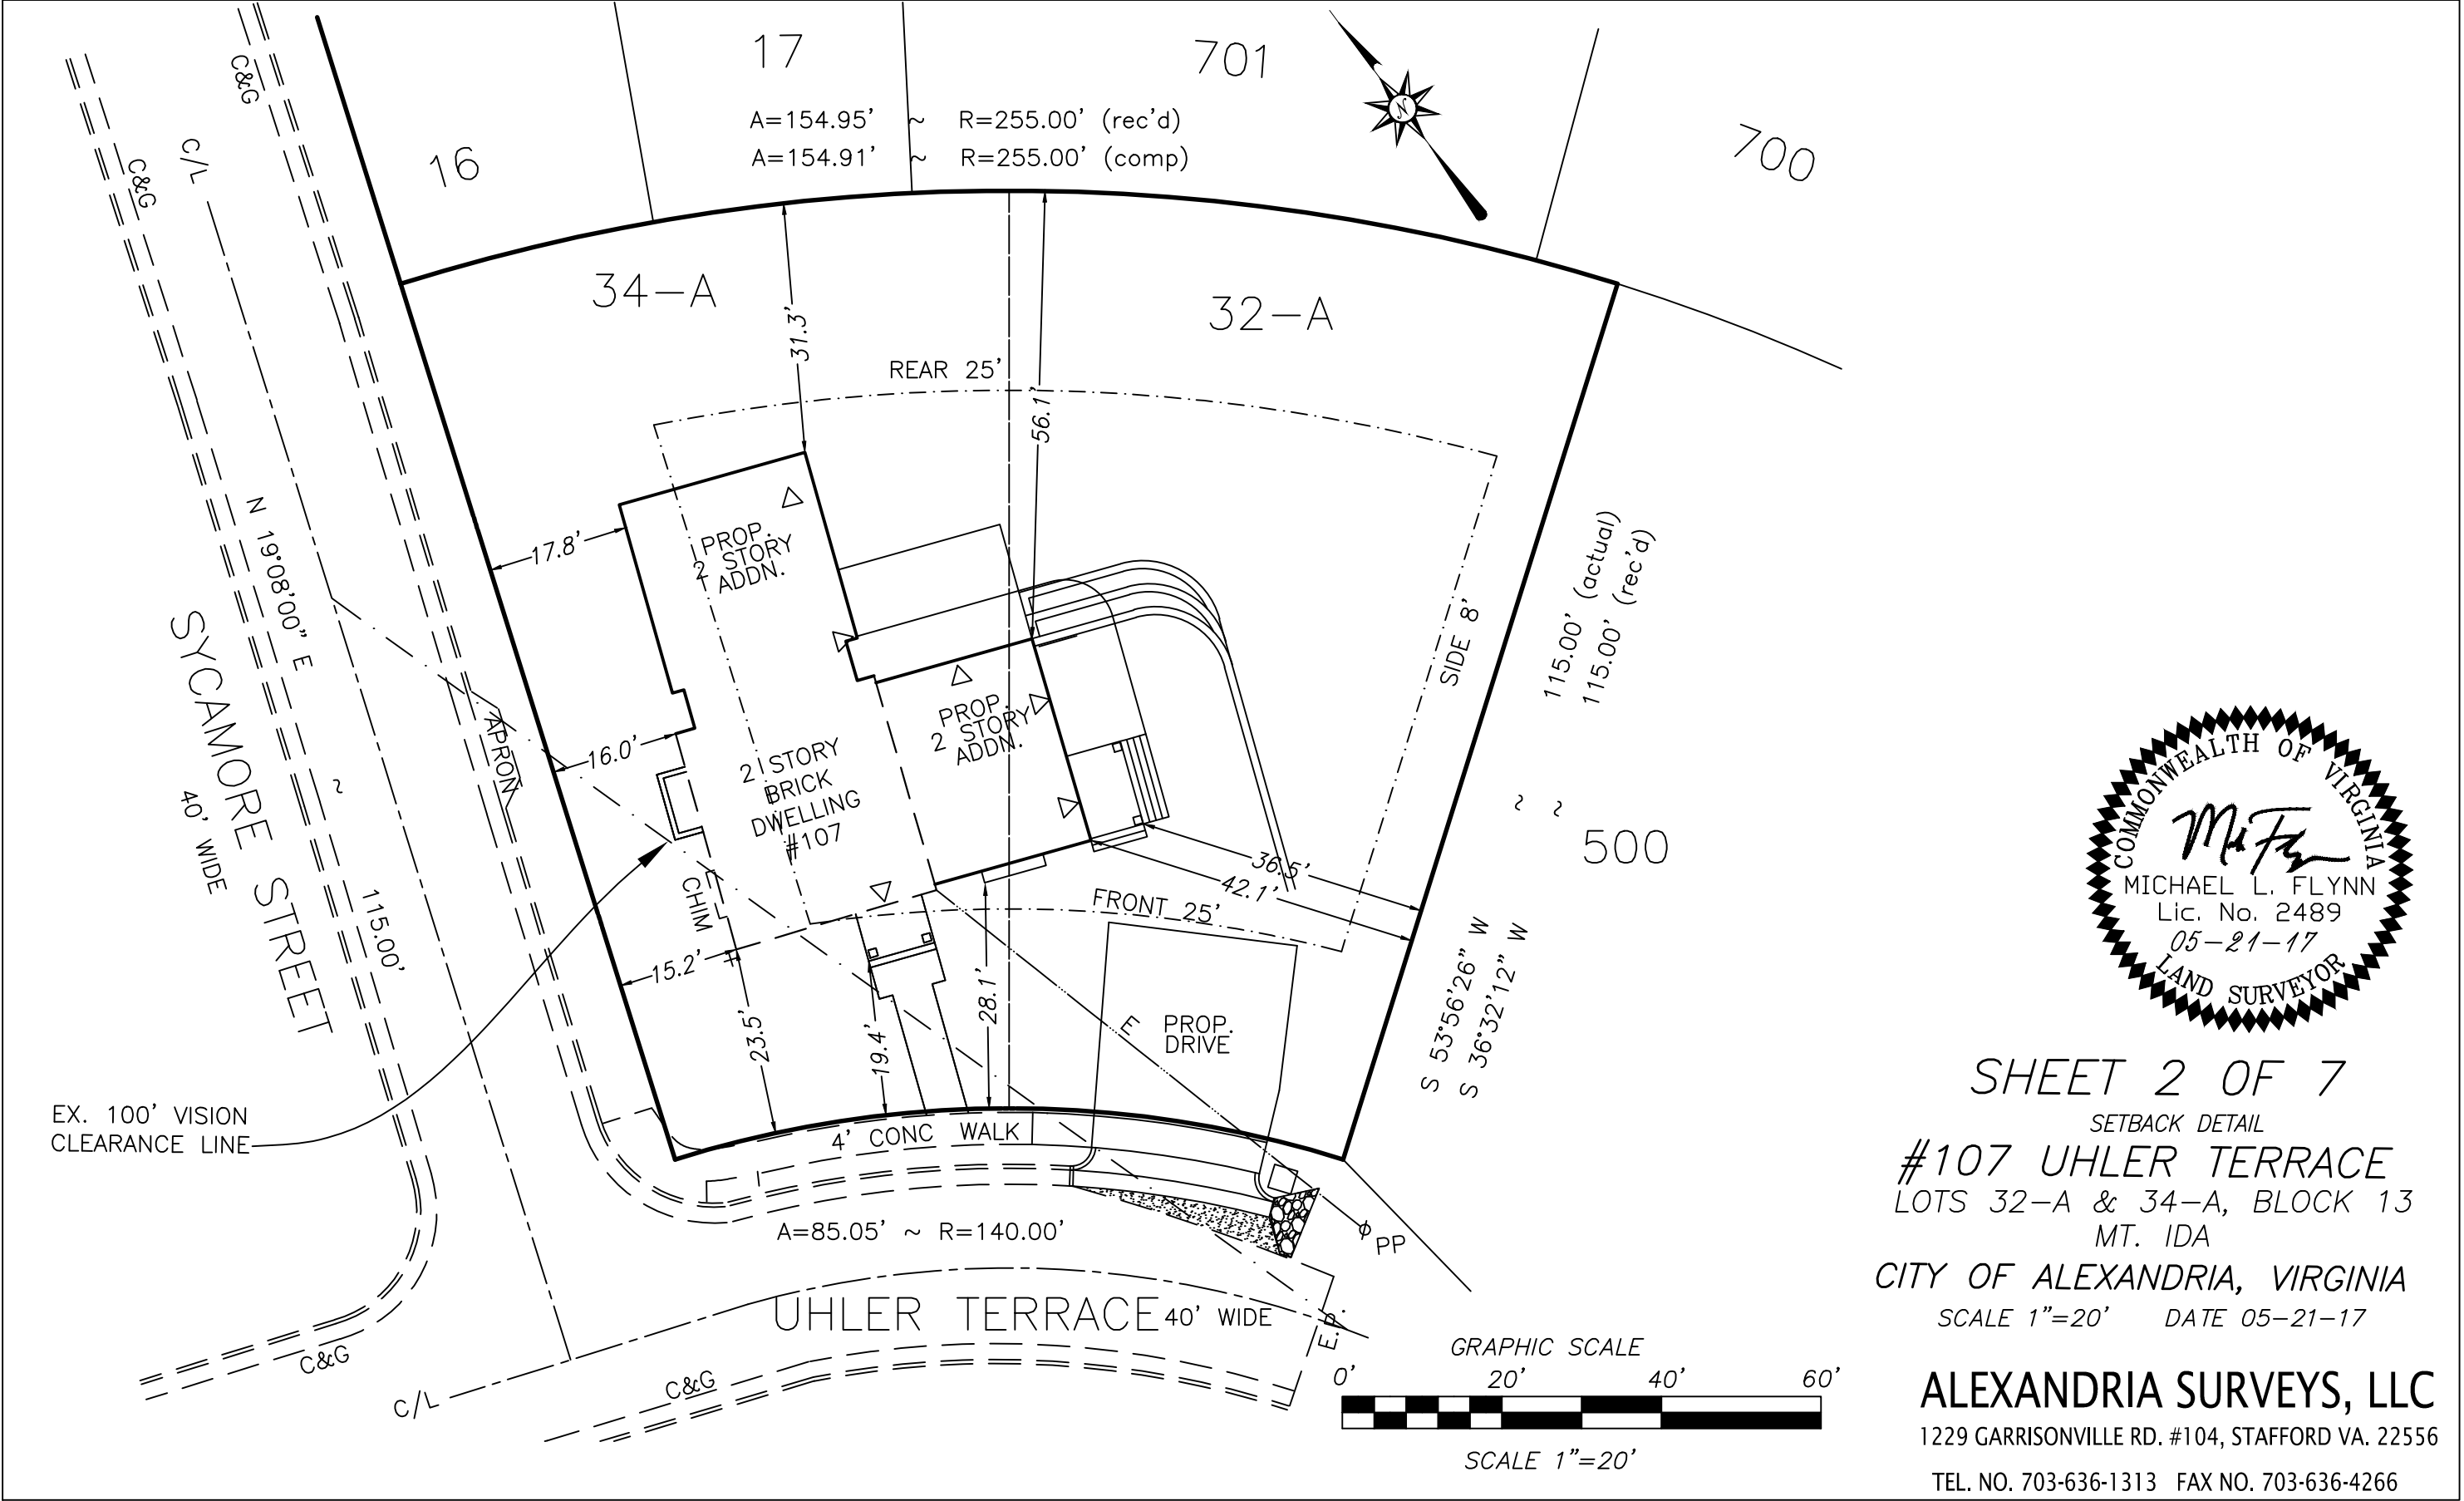 17
701
700
16
A=154.95' ~ R=255.00' (rec'd)
A=154.91' ~ R=255.00' (comp)
N
C&G
C&G
C/L
34-A
32-A
31.3'
REAR 25'
56.1'
17.8'
PROP.
2 STORY
ADDN.
N 19°08'00" E ~ 115.00'
SYCAMORE STREET
40' WIDE
APRON
16.0'
2 STORY
BRICK
DWELLING
#107
PROP.
2 STORY
ADDN.
SIDE 8'
S 53°56'26" W ~ 115.00' (actual)
S 36°32'12" W ~ 115.00' (rec'd)
500
CHIM
36.5'
42.1'
FRONT 25'
15.2'
23.5'
19.4'
28.1'
E
PROP.
DRIVE
EX. 100' VISION
CLEARANCE LINE
4' CONC WALK
A=85.05' ~ R=140.00'
PP
UHLER TERRACE 40' WIDE
E.P.
C&G
C&G
C/L
GRAPHIC SCALE
0' 20' 40' 60'
SCALE 1"=20'
COMMONWEALTH OF VIRGINIA
MICHAEL L. FLYNN
Lic. No. 2489
05-21-17
LAND SURVEYOR
SHEET 2 OF 7
SETBACK DETAIL
#107 UHLER TERRACE
LOTS 32-A & 34-A, BLOCK 13
MT. IDA
CITY OF ALEXANDRIA, VIRGINIA
SCALE 1"=20' DATE 05-21-17
ALEXANDRIA SURVEYS, LLC
1229 GARRISONVILLE RD. #104, STAFFORD VA. 22556
TEL. NO. 703-636-1313 FAX NO. 703-636-4266